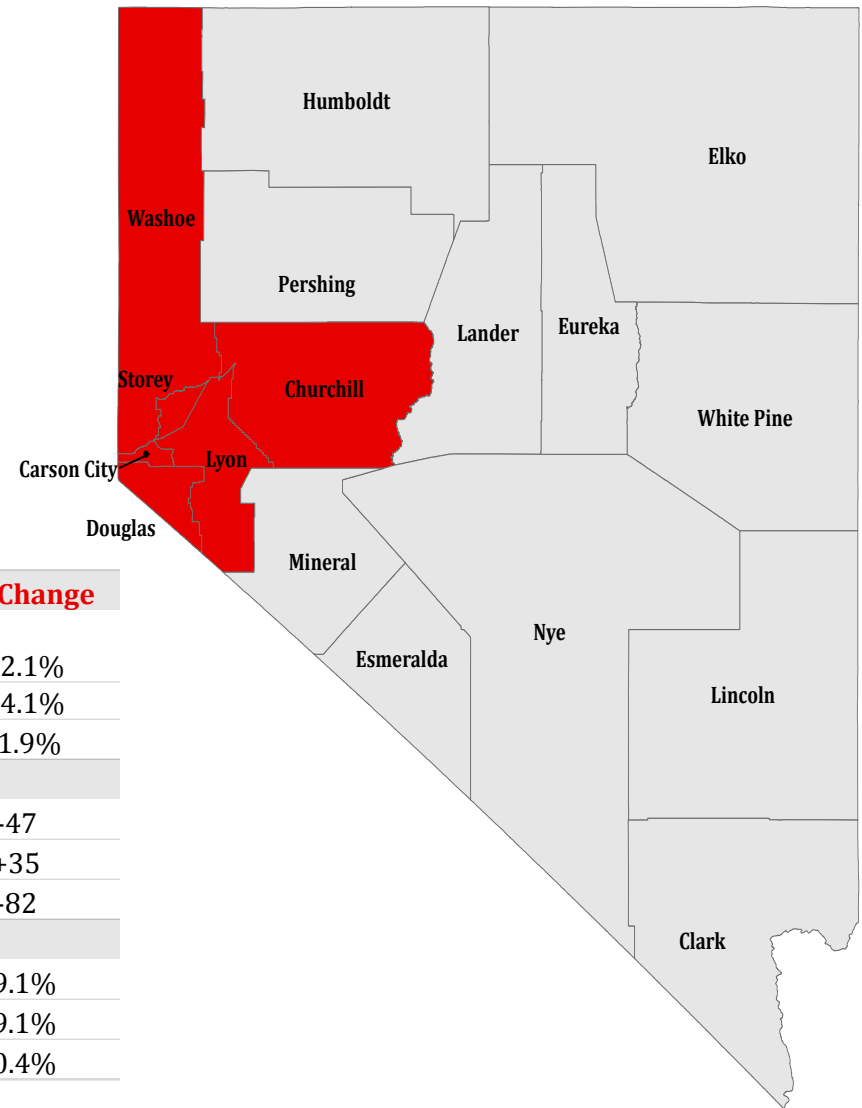 Humboldt
Elko
Washoe
Pershing
Lander
Eureka
Storey
Churchill
White Pine
Lyon
Carson City
Douglas
Mineral
Nye
Esmeralda
Lincoln
Clark
Change
2.1%
4.1%
1.9%
-47
+35
-82
9.1%
9.1%
0.4%